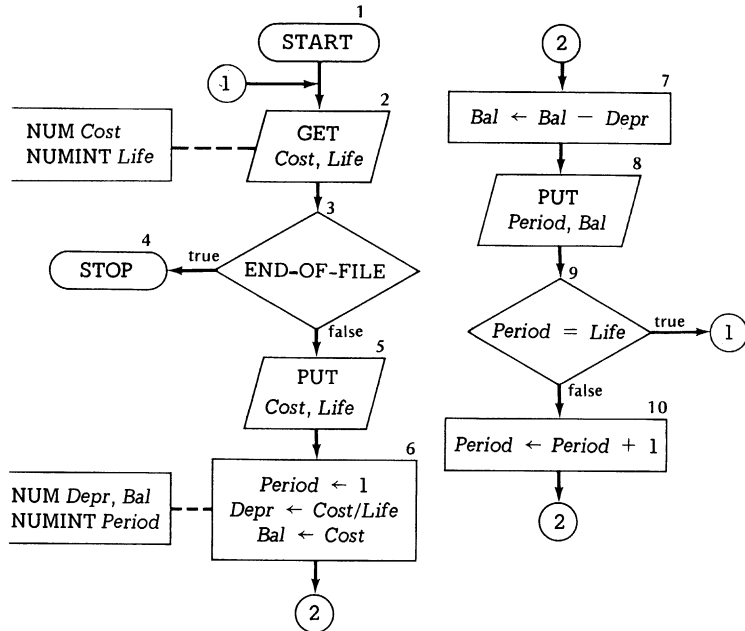 1
START
1
2
NUM Cost
NUMINT Life
GET
Cost, Life
3
4
STOP
true
END-OF-FILE
false
5
PUT
Cost, Life
6
NUM Depr, Bal
NUMINT Period
Period ← 1
Depr ← Cost/Life
Bal ← Cost
2
2
7
Bal ← Bal − Depr
8
PUT
Period, Bal
9
Period = Life
true
1
false
10
Period ← Period + 1
2